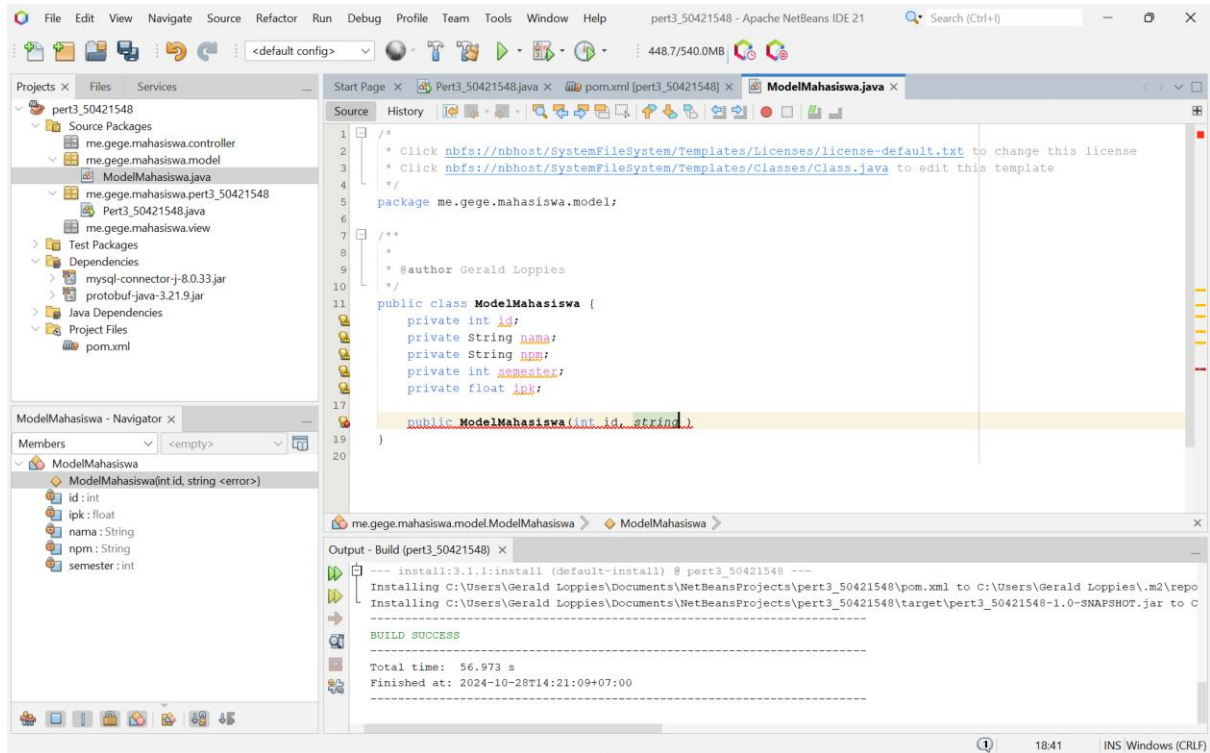 File Edit View Navigate Source Refactor Run Debug Profile Team Tools Window Help pert3_50421548 - Apache NetBeans IDE 21 Search (Ctrl+I)
<default config> 448.7/540.0MB
Projects Files Services
pert3_50421548
Source Packages
me.gege.mahasiswa.controller
me.gege.mahasiswa.model
ModelMahasiswa.java
me.gege.mahasiswa.pert3_50421548
Pert3_50421548.java
me.gege.mahasiswa.view
Test Packages
Dependencies
mysql-connector-j-8.0.33.jar
protobuf-java-3.21.9.jar
Java Dependencies
Project Files
pom.xml
ModelMahasiswa - Navigator
Members <empty>
ModelMahasiswa
ModelMahasiswa(int id, string <error>)
id : int
ipk : float
nama : String
npm : String
semester : int
Start Page Pert3_50421548.java pom.xml [pert3_50421548] ModelMahasiswa.java
Source History
1 /*
2 * Click nbfs://nbhost/SystemFileSystem/Templates/Licenses/license-default.txt to change this license
3 * Click nbfs://nbhost/SystemFileSystem/Templates/Classes/Class.java to edit this template
4 */
5 package me.gege.mahasiswa.model;
6
7 /**
8 *
9 * @author Gerald Loppies
10 */
11 public class ModelMahasiswa {
private int id;
private String nama;
private String npm;
private int semester;
private float ipk;
17
public ModelMahasiswa(int id, string )
19 }
20
me.gege.mahasiswa.model.ModelMahasiswa ModelMahasiswa
Output - Build (pert3_50421548)
--- install:3.1.1:install (default-install) @ pert3_50421548 ---
Installing C:\Users\Gerald Loppies\Documents\NetBeansProjects\pert3_50421548\pom.xml to C:\Users\Gerald Loppies\.m2\repo
Installing C:\Users\Gerald Loppies\Documents\NetBeansProjects\pert3_50421548\target\pert3_50421548-1.0-SNAPSHOT.jar to C
------------------------------------------------------------------------
BUILD SUCCESS
------------------------------------------------------------------------
Total time: 56.973 s
Finished at: 2024-10-28T14:21:09+07:00
------------------------------------------------------------------------
1 18:41 INS Windows (CRLF)